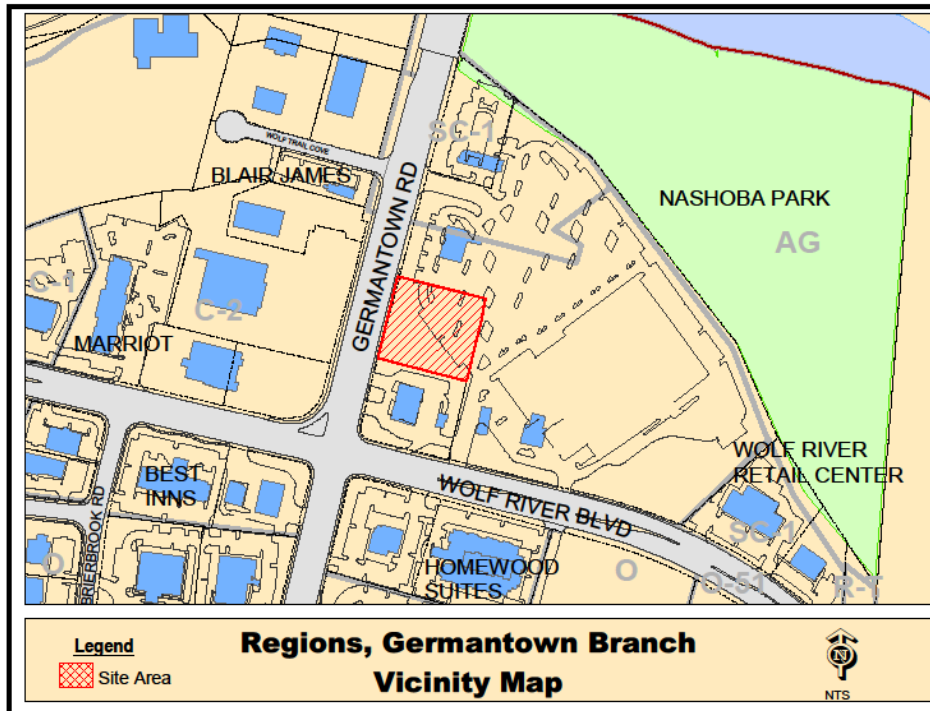 SC-1
WOLF TRAIL COVE
BLAIR JAMES
GERMANTOWN RD
NASHOBA PARK
AG
C-1
C-2
MARRIOT
BEST
INNS
BRIERBROOK RD
WOLF RIVER BLVD
WOLF RIVER
RETAIL CENTER
SC-1
HOMEWOOD
SUITES
O
O
O-51
R-T
Legend
Site Area
Regions, Germantown Branch
Vicinity Map
N
NTS